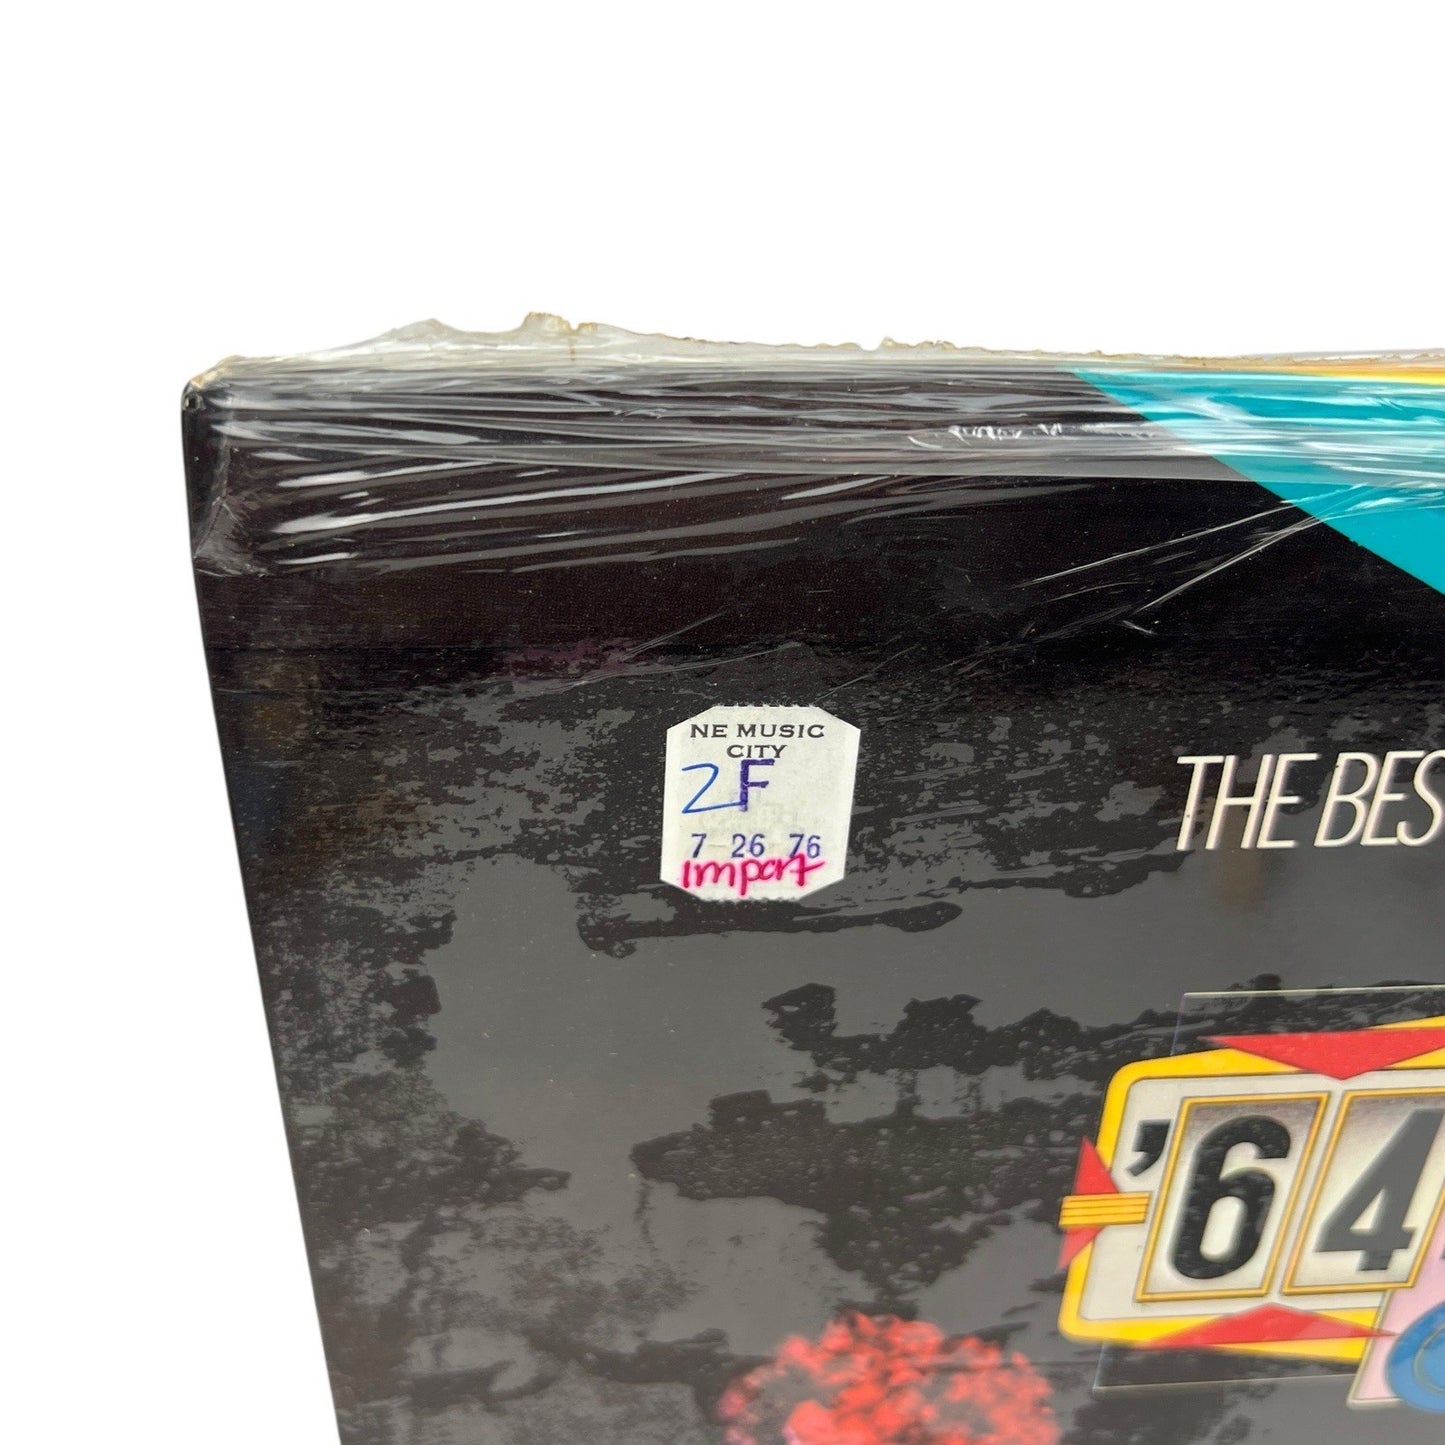 NE MUSIC
CITY
2F
7 26 76
import
THE BES
'64